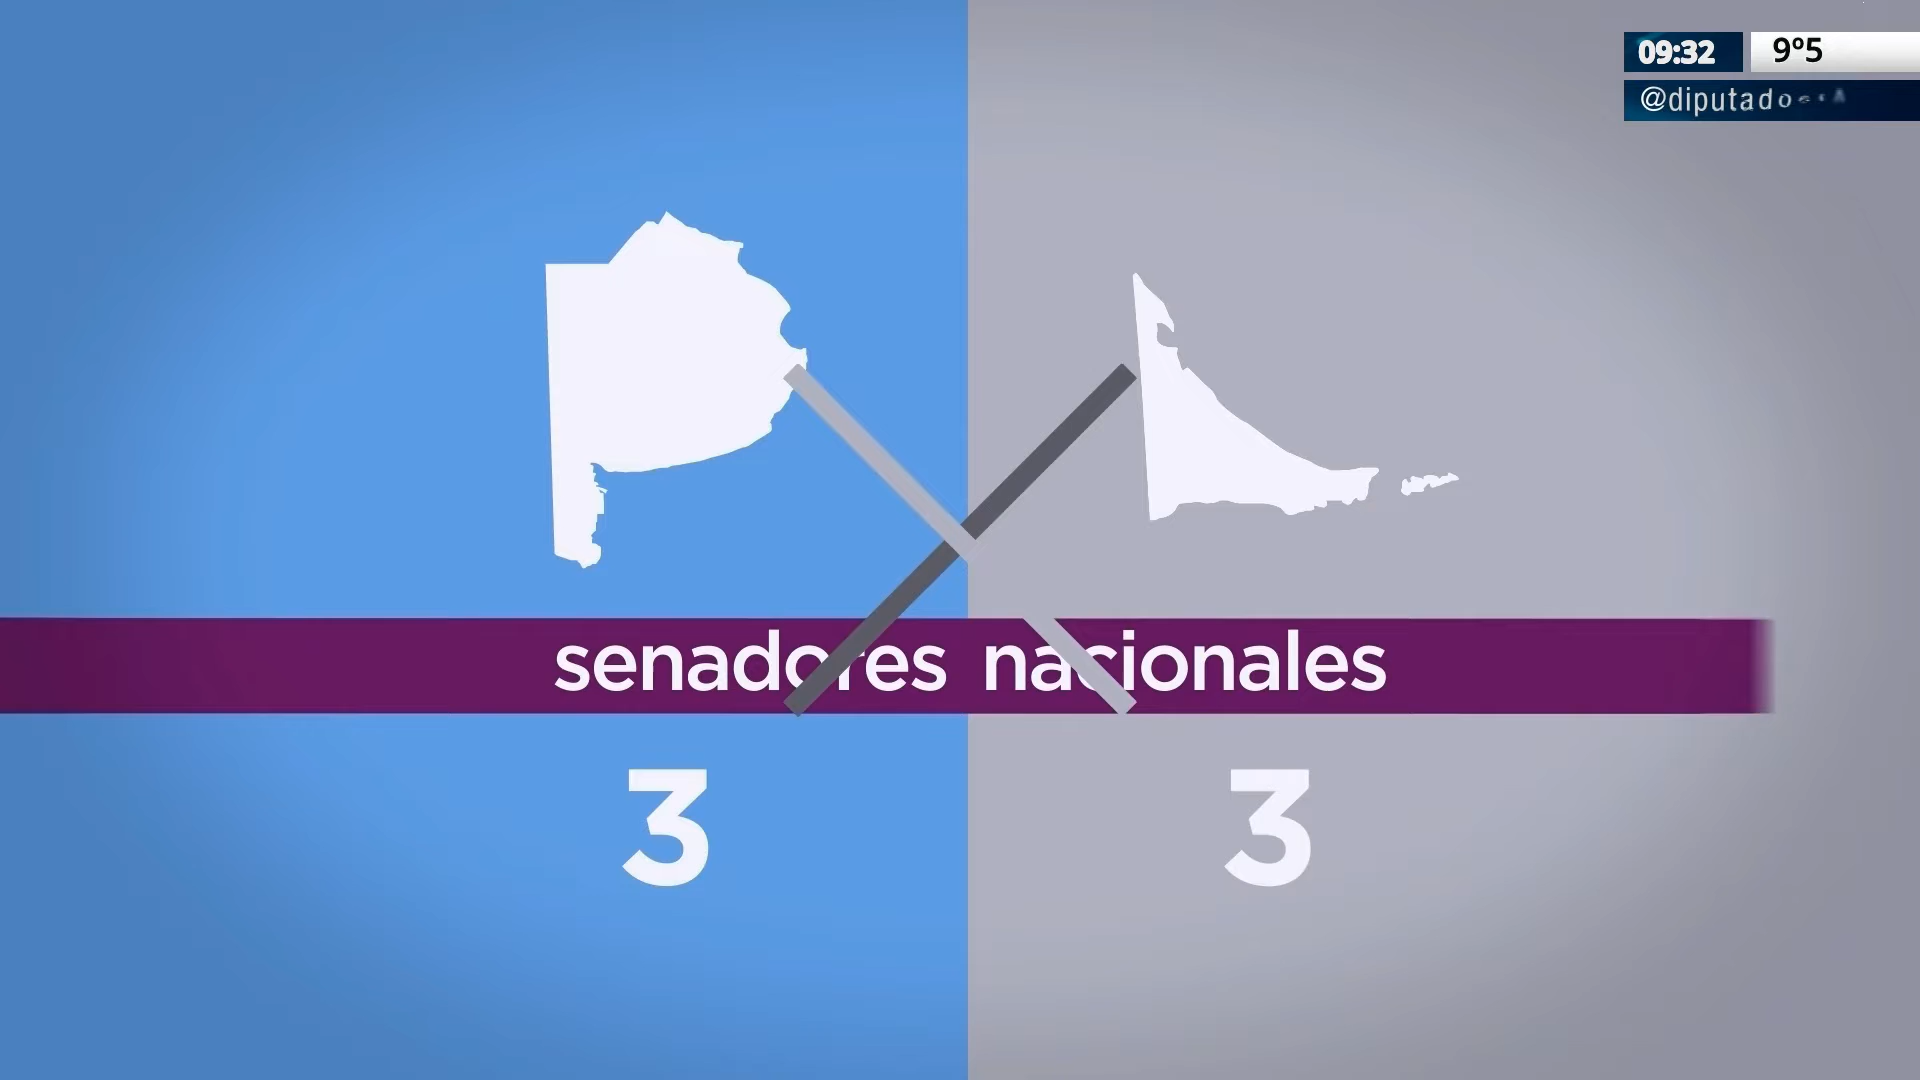 09:32 9º5
@diputado
senadores nacionales
3 3